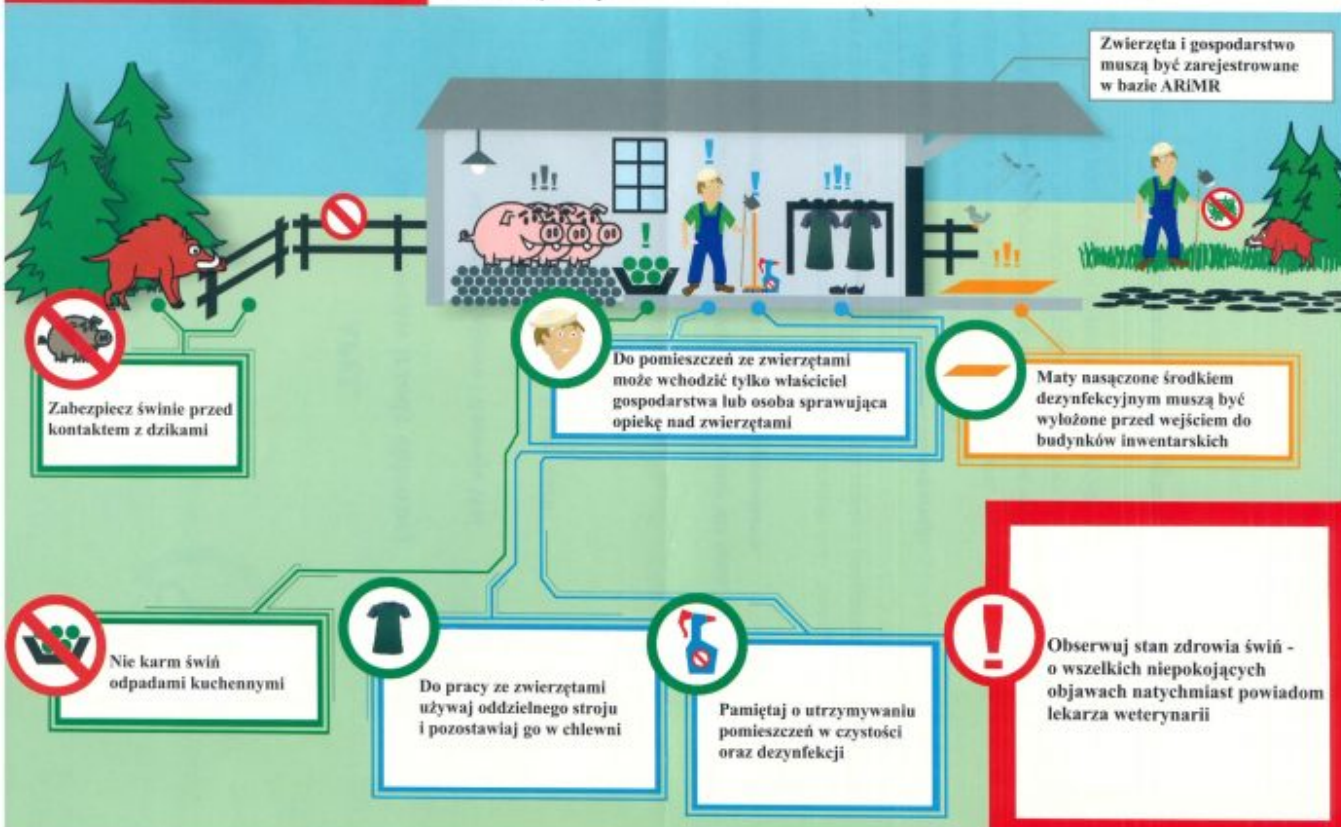 Zwierzęta i gospodarstwo
muszą być zarejestrowane
w bazie ARiMR
Zabezpiecz świnie przed
kontaktem z dzikami
Do pomieszczeń ze zwierzętami
może wchodzić tylko właściciel
gospodarstwa lub osoba sprawująca
opiekę nad zwierzętami
Maty nasączone środkiem
dezynfekcyjnym muszą być
wyłożone przed wejściem do
budynków inwentarskich
Nie karm świń
odpadami kuchennymi
Do pracy ze zwierzętami
używaj oddzielnego stroju
i pozostawiaj go w chlewni
Pamiętaj o utrzymywaniu
pomieszczeń w czystości
oraz dezynfekcji
Obserwuj stan zdrowia świń -
o wszelkich niepokojących
objawach natychmiast powiadom
lekarza weterynarii